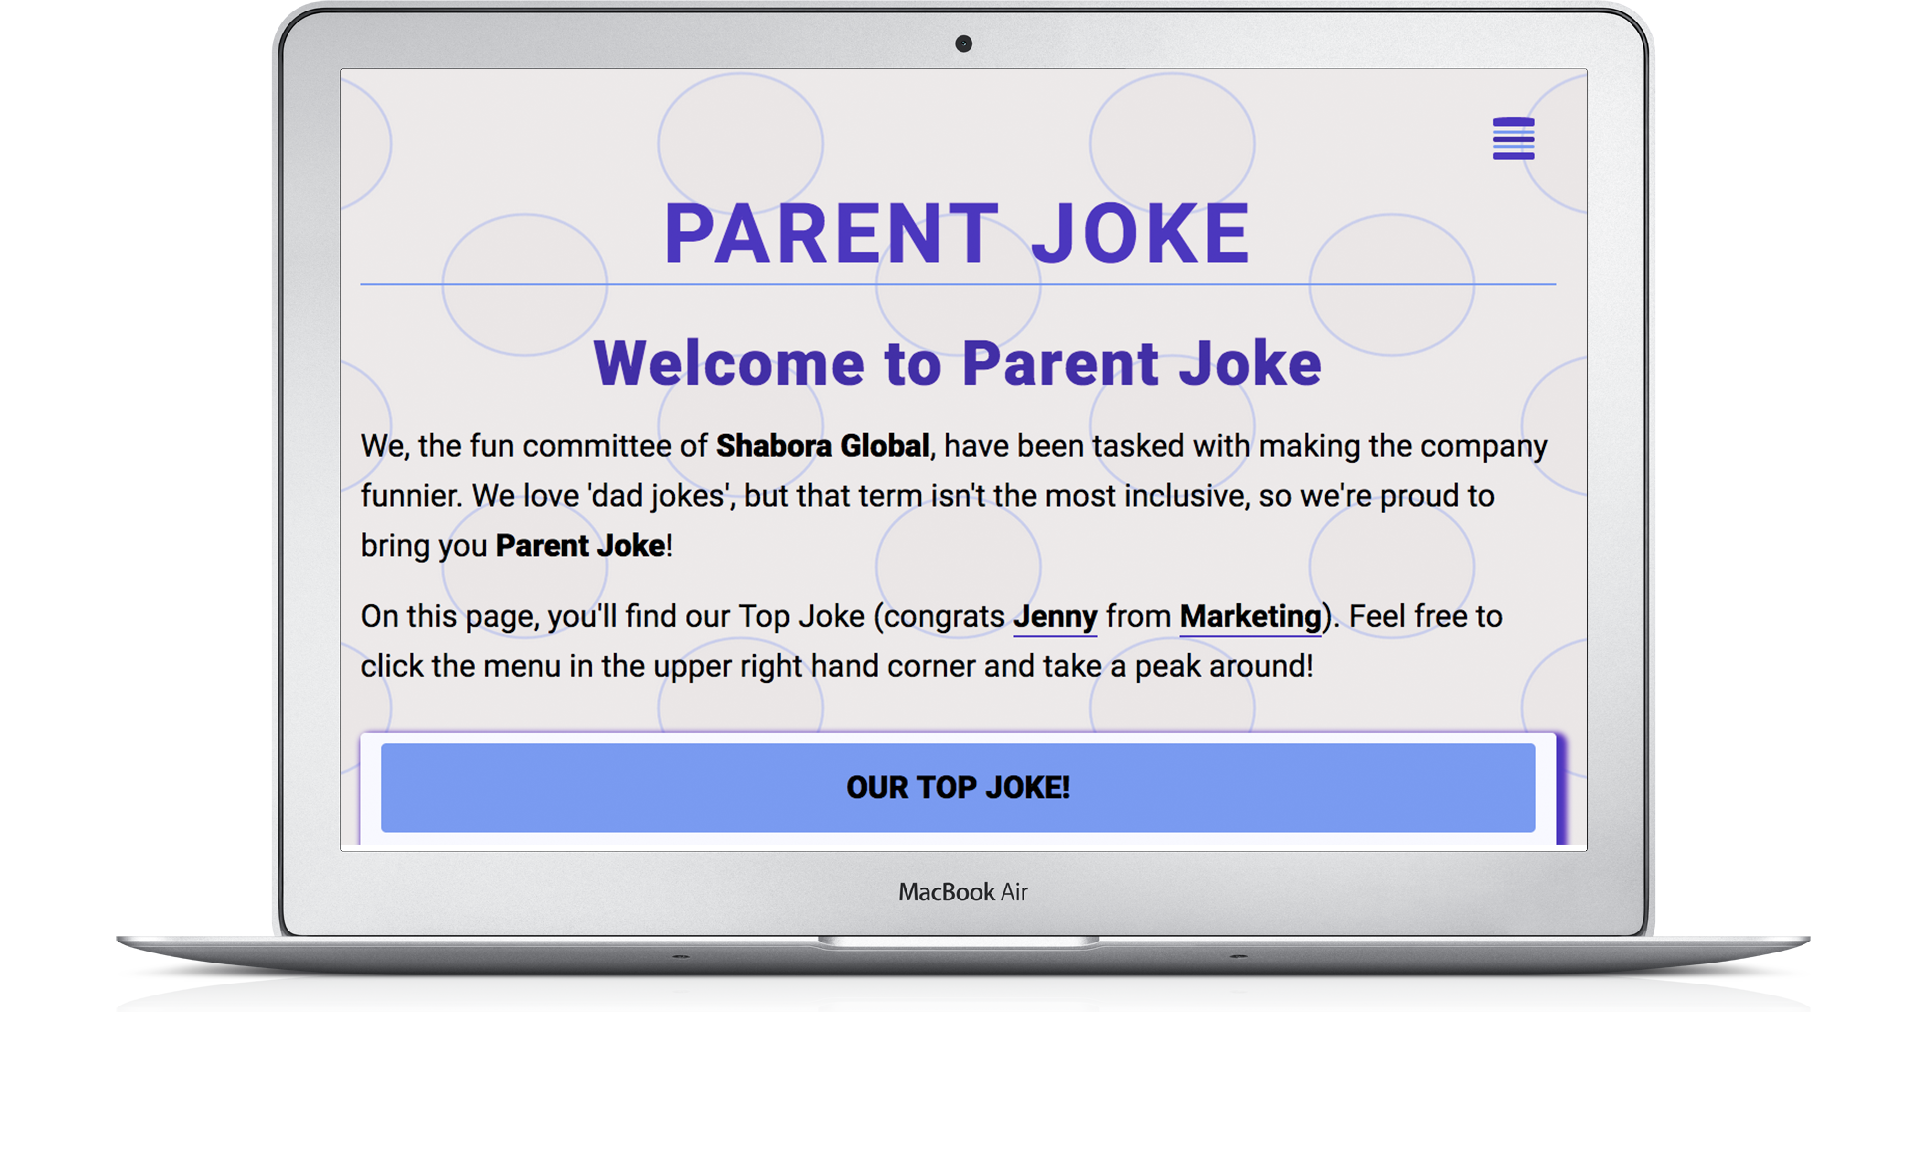 PARENT JOKE
Welcome to Parent Joke
We, the fun committee of Shabora Global, have been tasked with making the company
funnier. We love 'dad jokes', but that term isn't the most inclusive, so we're proud to
bring you Parent Joke!
On this page, you'll find our Top Joke (congrats Jenny from Marketing). Feel free to
click the menu in the upper right hand corner and take a peak around!
OUR TOP JOKE!
MacBook Air